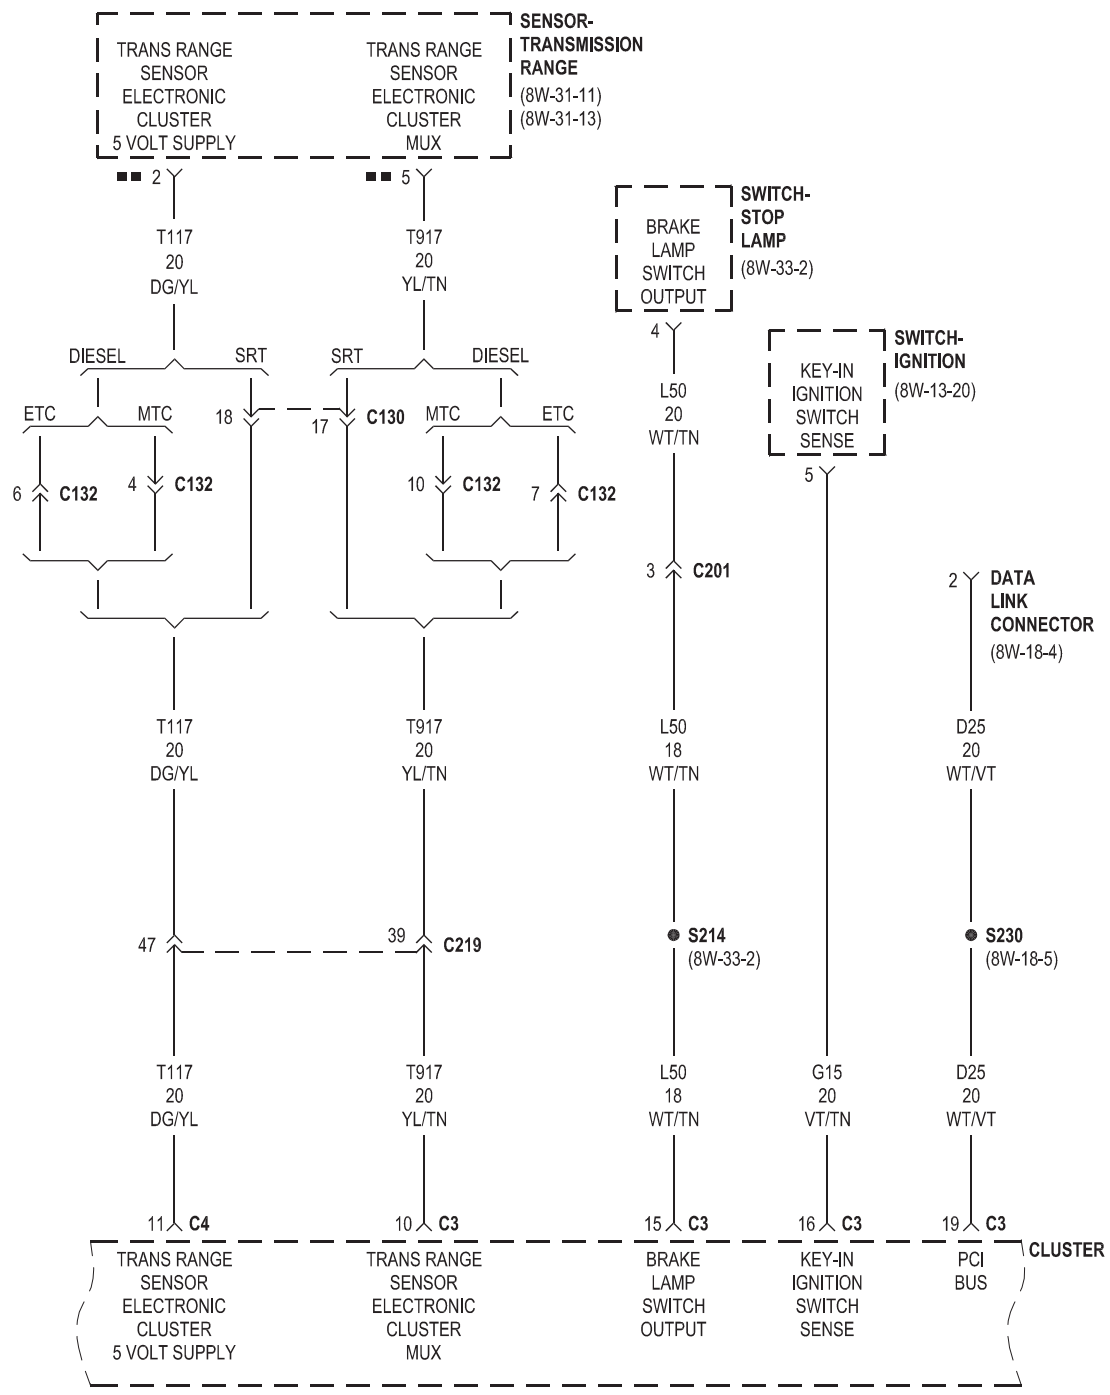 SENSOR-
TRANSMISSION
RANGE
(8W-31-11)
(8W-31-13)
TRANS RANGE
SENSOR
ELECTRONIC
CLUSTER
5 VOLT SUPPLY
TRANS RANGE
SENSOR
ELECTRONIC
CLUSTER
MUX
2
5
T117
20
DG/YL
T917
20
YL/TN
SWITCH-
STOP
LAMP
(8W-33-2)
BRAKE
LAMP
SWITCH
OUTPUT
4
L50
20
WT/TN
SWITCH-
IGNITION
(8W-13-20)
KEY-IN
IGNITION
SWITCH
SENSE
5
DIESEL
SRT
SRT
DIESEL
ETC
MTC
18
17
C130
MTC
ETC
6
C132
4
C132
10
C132
7
C132
3
C201
2
DATA
LINK
CONNECTOR
(8W-18-4)
T117
20
DG/YL
T917
20
YL/TN
L50
18
WT/TN
D25
20
WT/VT
47
39
C219
S214
(8W-33-2)
S230
(8W-18-5)
T117
20
DG/YL
T917
20
YL/TN
L50
18
WT/TN
G15
20
VT/TN
D25
20
WT/VT
11 C4
10 C3
15 C3
16 C3
19 C3
CLUSTER
TRANS RANGE
SENSOR
ELECTRONIC
CLUSTER
5 VOLT SUPPLY
TRANS RANGE
SENSOR
ELECTRONIC
CLUSTER
MUX
BRAKE
LAMP
SWITCH
OUTPUT
KEY-IN
IGNITION
SWITCH
SENSE
PCI
BUS